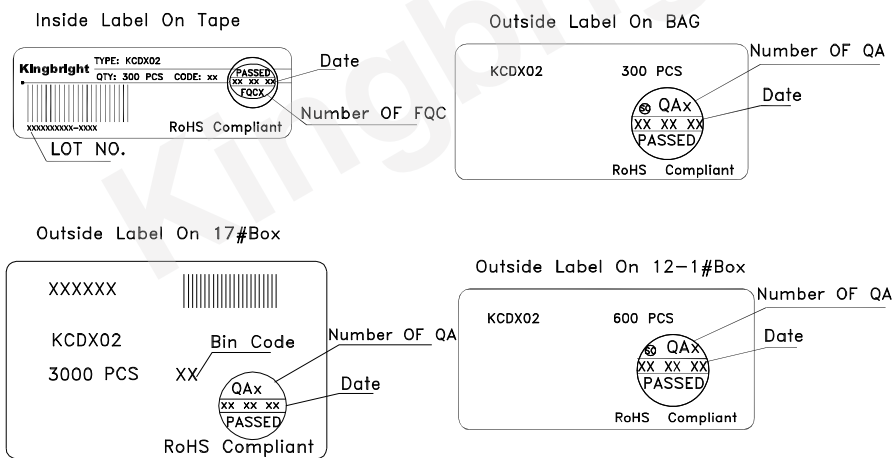 Inside Label On Tape
Kingbright
TYPE: KCDX02
QTY: 300 PCS CODE: xx
PASSED
XX XX XX
FQCX
Date
Number OF FQC
XXXXXXXXXX-XXXX
RoHS Compliant
LOT NO.
Outside Label On BAG
KCDX02 300 PCS
QAx
XX XX XX
PASSED
RoHS Compliant
Number OF QA
Date
Outside Label On 17#Box
XXXXXX
KCDX02
3000 PCS XX
Bin Code
QAx
XX XX XX
PASSED
RoHS Compliant
Number OF QA
Date
Outside Label On 12-1#Box
KCDX02 600 PCS
QAx
XX XX XX
PASSED
RoHS Compliant
Number OF QA
Date
Kingbright